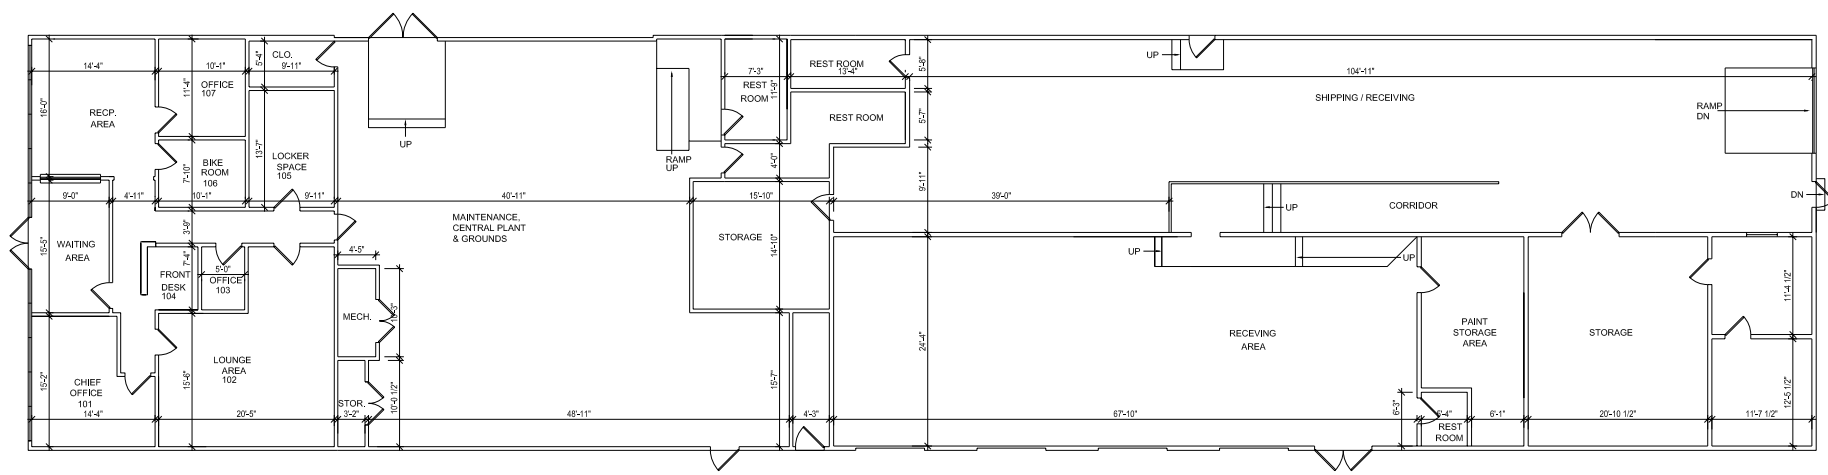 CLO.
5'-4"
UP
14'-4"
10'-1"
9'-11"
OFFICE
107
11'-4"
16'-0"
RECP.
AREA
REST ROOM
5'-8"
7'-3"
13'-4"
104'-11"
REST
ROOM
11'-9"
SHIPPING / RECEIVING
RAMP
DN
REST ROOM
5'-7"
UP
BIKE
ROOM
106
7'-10"
13'-7"
LOCKER
SPACE
105
RAMP
UP
4'-0"
9'-11"
9'-0"
4'-11"
10'-1"
9'-11"
40'-11"
15'-10"
39'-0"
DN
UP
CORRIDOR
MAINTENANCE,
CENTRAL PLANT
& GROUNDS
3'-9"
WAITING
AREA
15'-5"
4'-5"
STORAGE
14'-10"
UP
UP
7'-4"
FRONT
DESK
104
5'-0"
OFFICE
103
11'-4 1/2"
MECH.
10'-3"
24'-4"
RECEVING
AREA
PAINT
STORAGE
AREA
STORAGE
LOUNGE
AREA
102
15'-6"
CHIEF
OFFICE
101
15'-2"
15'-7"
STOR.
10'-0 1/2"
6'-3"
12'-5 1/2"
14'-4"
20'-5"
3'-2"
48'-11"
4'-3"
67'-10"
6'-4"
6'-1"
20'-10 1/2"
11'-7 1/2"
REST
ROOM